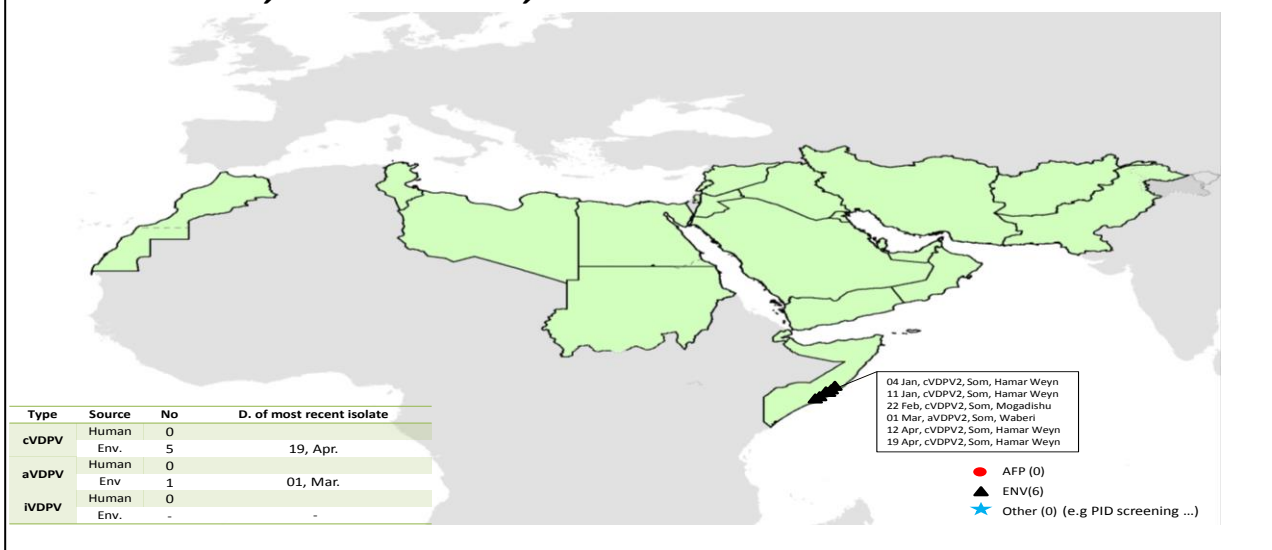 04 Jan, cVDPV2, Som, Hamar Weyn
11 Jan, cVDPV2, Som, Hamar Weyn
22 Feb, cVDPV2, Som, Mogadishu
01 Mar, aVDPV2, Som, Waberi
12 Apr, cVDPV2, Som, Hamar Weyn
19 Apr, cVDPV2, Som, Hamar Weyn
Type Source No D. of most recent isolate
cVDPV Human 0
Env. 5 19, Apr.
aVDPV Human 0
Env 1 01, Mar.
iVDPV Human 0
Env. - -
AFP (0)
ENV(6)
Other (0) (e.g PID screening ...)